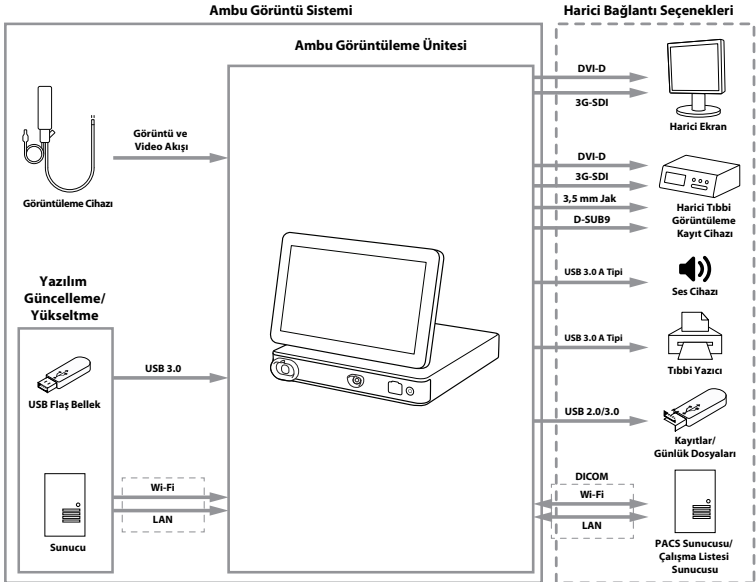 Ambu Görüntü Sistemi
Harici Bağlantı Seçenekleri
Ambu Görüntüleme Ünitesi
Görüntü ve
Video Akışı
Görüntüleme Cihazı
Yazılım
Güncelleme/
Yükseltme
USB 3.0
USB Flaş Bellek
Wi-Fi
LAN
Sunucu
DVI-D
3G-SDI
Harici Ekran
DVI-D
3G-SDI
3,5 mm Jak
D-SUB9
Harici Tıbbi
Görüntüleme
Kayıt Cihazı
USB 3.0 A Tipi
Ses Cihazı
USB 3.0 A Tipi
Tıbbi Yazıcı
USB 2.0/3.0
Kayıtlar/
Günlük Dosyaları
DICOM
Wi-Fi
LAN
PACS Sunucusu/
Çalışma Listesi
Sunucusu